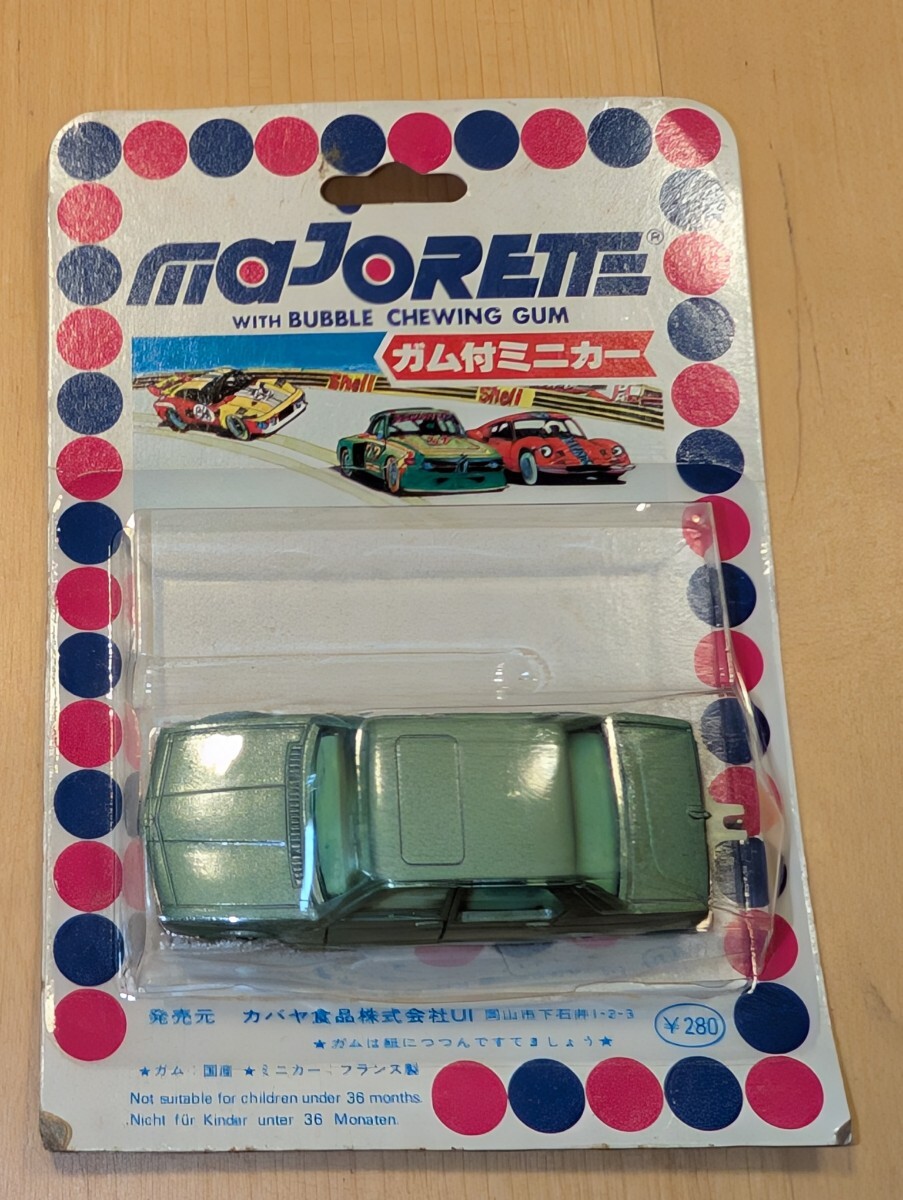 majORETTE®
WITH BUBBLE CHEWING GUM
ガム付ミニカー
Shell
Shell
発売元 カバヤ食品株式会社UI 岡山市下石井1-2-3
¥280
★ガムは紙につつんですてましょう★
★ガム:国産 ★ミニカー:フランス製
Not suitable for children under 36 months.
Nicht für Kinder unter 36 Monaten.